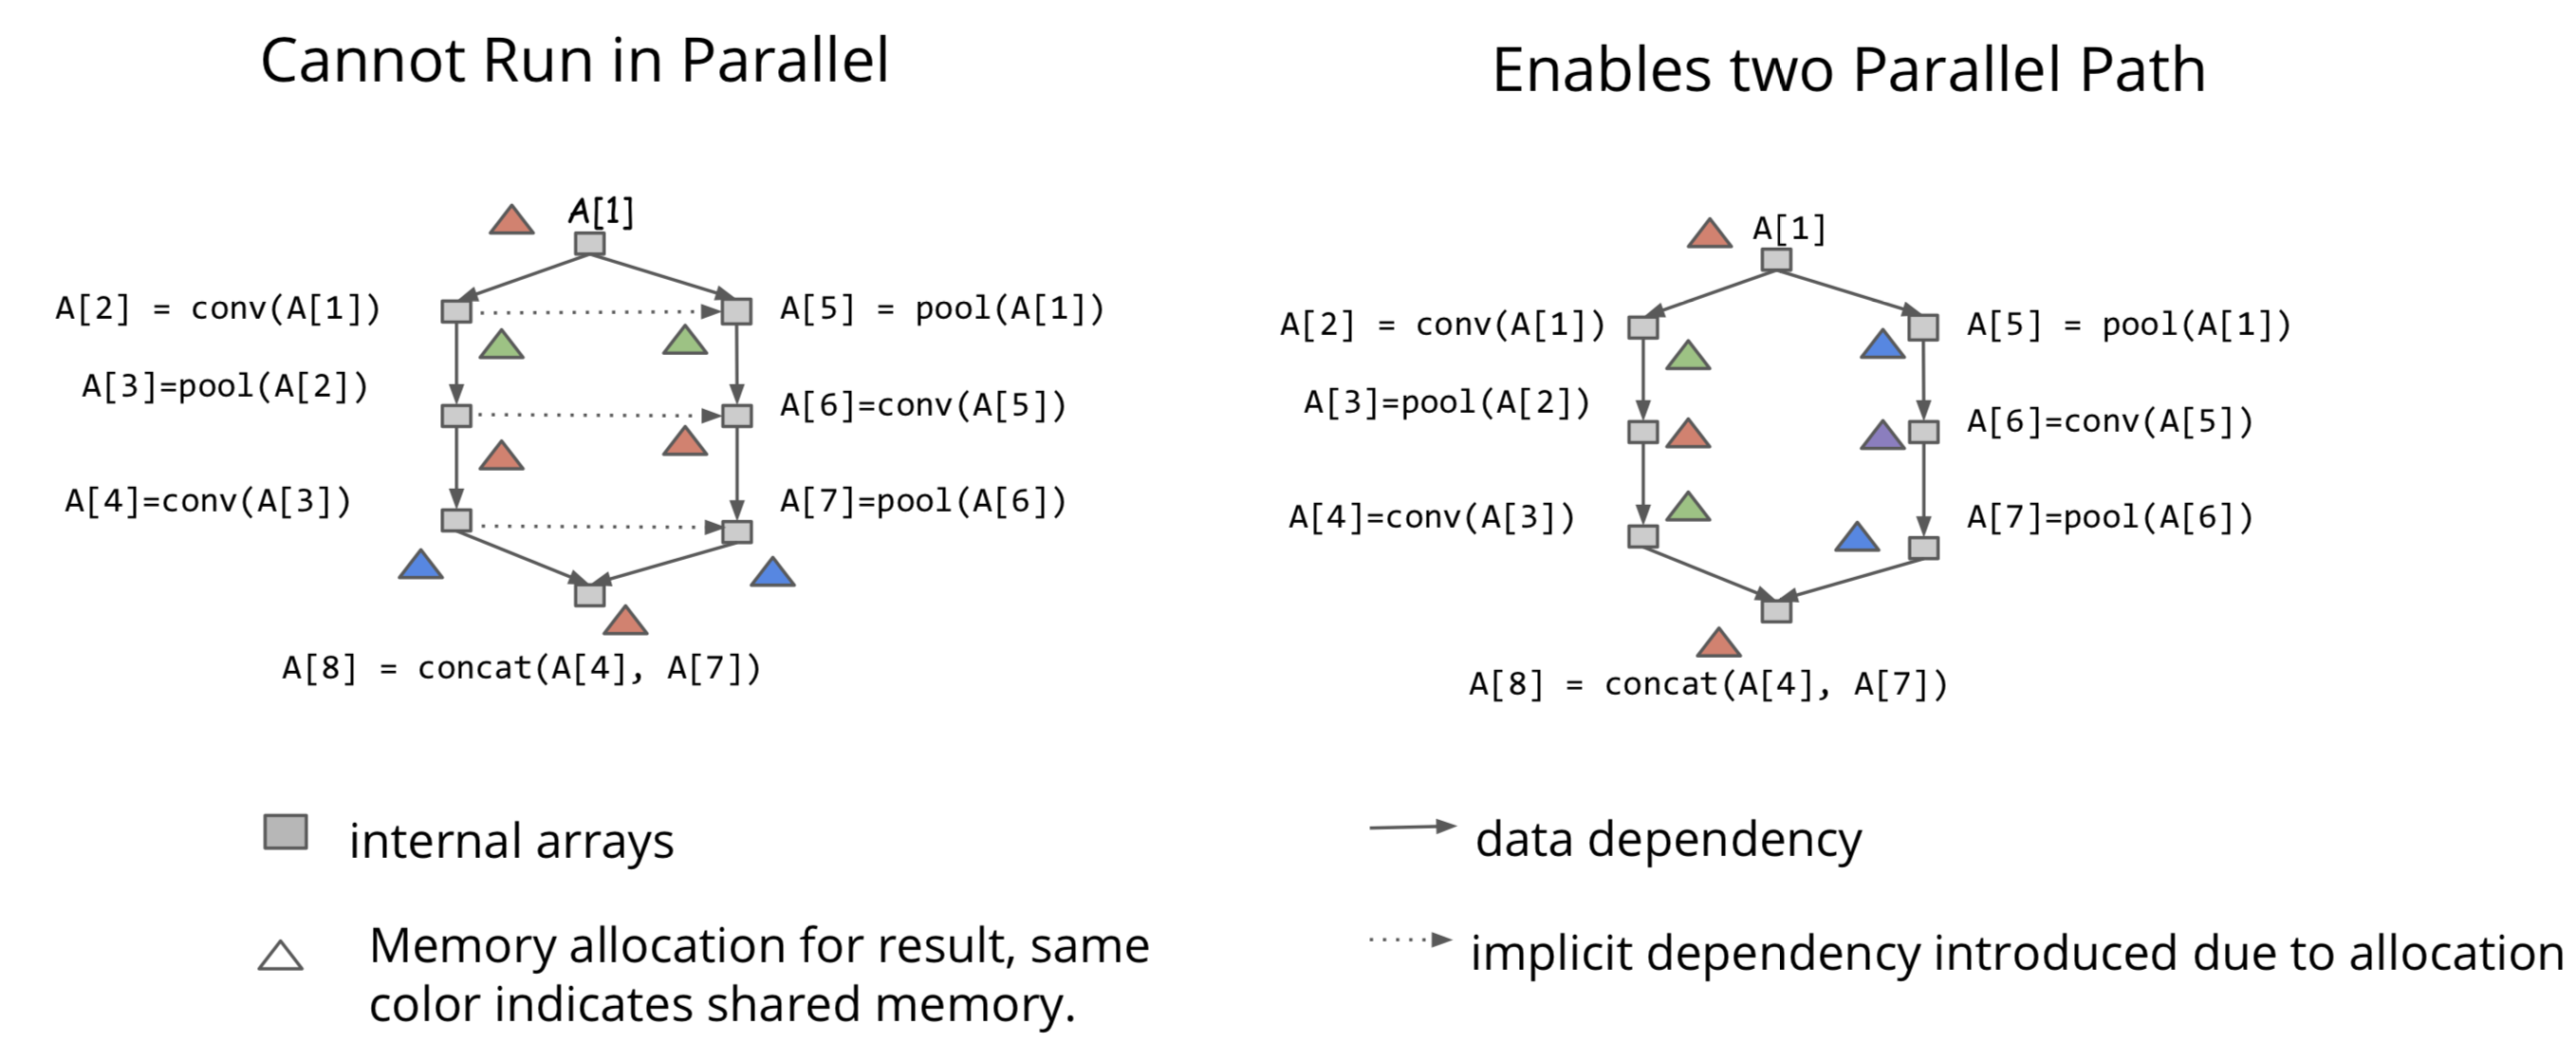 Cannot Run in Parallel
A[1]
A[2] = conv(A[1])
A[5] = pool(A[1])
A[3]=pool(A[2])
A[6]=conv(A[5])
A[4]=conv(A[3])
A[7]=pool(A[6])
A[8] = concat(A[4], A[7])
Enables two Parallel Path
A[1]
A[2] = conv(A[1])
A[5] = pool(A[1])
A[3]=pool(A[2])
A[6]=conv(A[5])
A[4]=conv(A[3])
A[7]=pool(A[6])
A[8] = concat(A[4], A[7])
internal arrays
Memory allocation for result, same
color indicates shared memory.
data dependency
implicit dependency introduced due to allocation